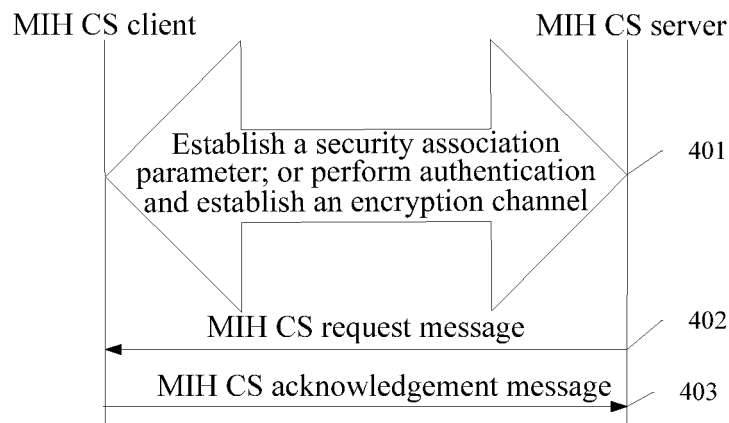 MIH CS client
MIH CS server
Establish a security association
parameter; or perform authentication
and establish an encryption channel
401
MIH CS request message
402
MIH CS acknowledgement message
403